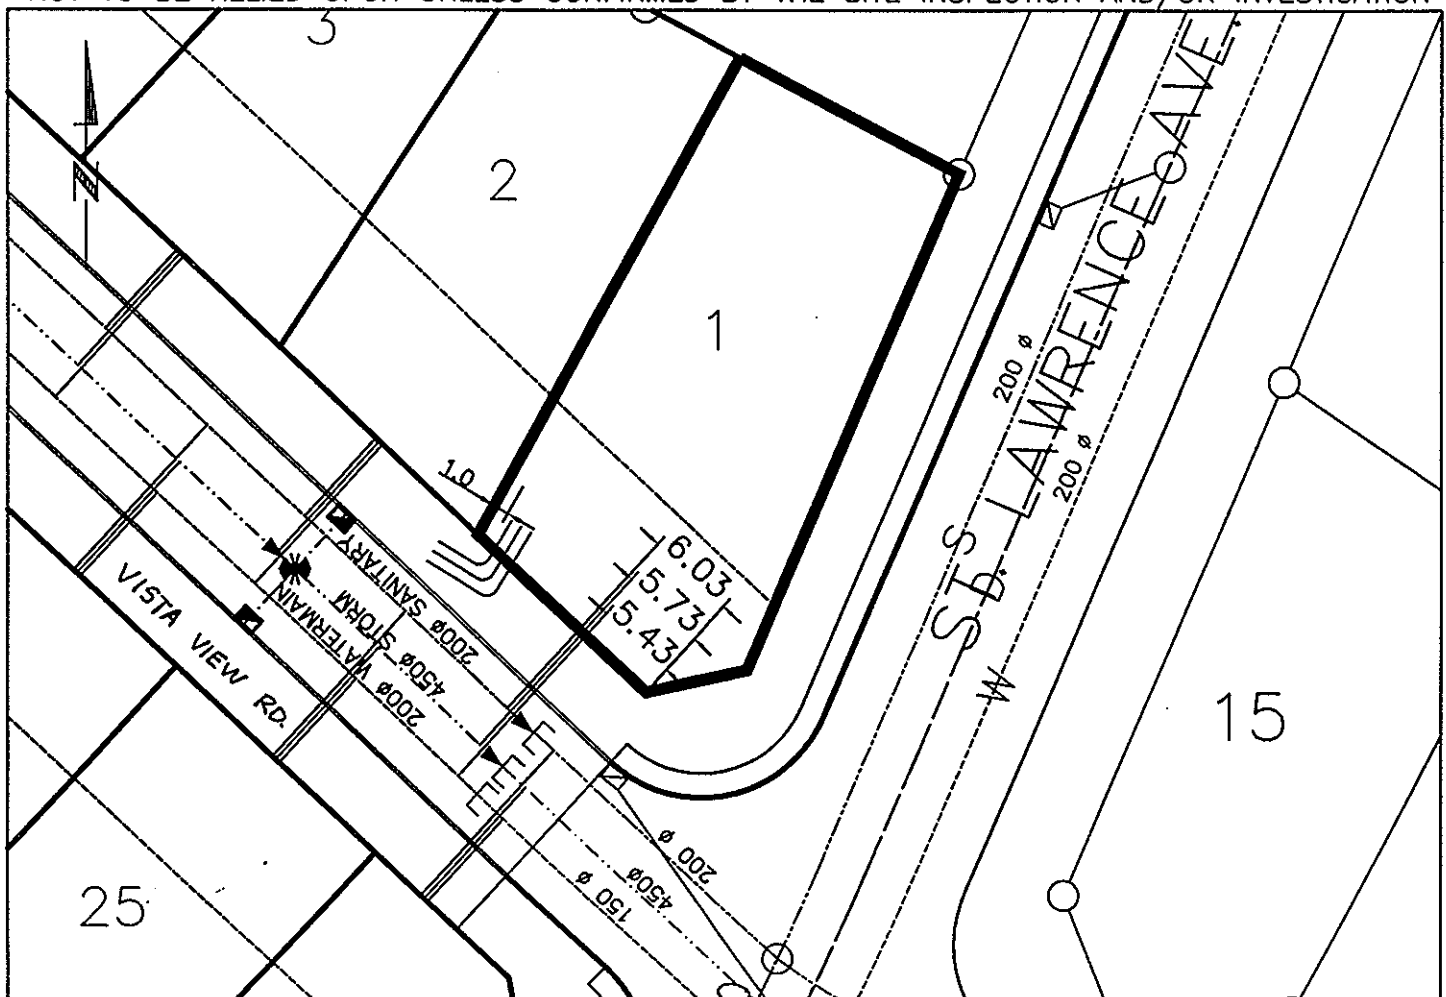 3
2
1
N
1.0
6.03
5.73
5.43
200 ø
200 ø
ST. LAWRENCE AVE.
S
D
W
SANITARY 200ø
STORM 450ø
WATERMAIN 200ø
VISTA VIEW RD.
200 ø
450ø
150 ø
15
25